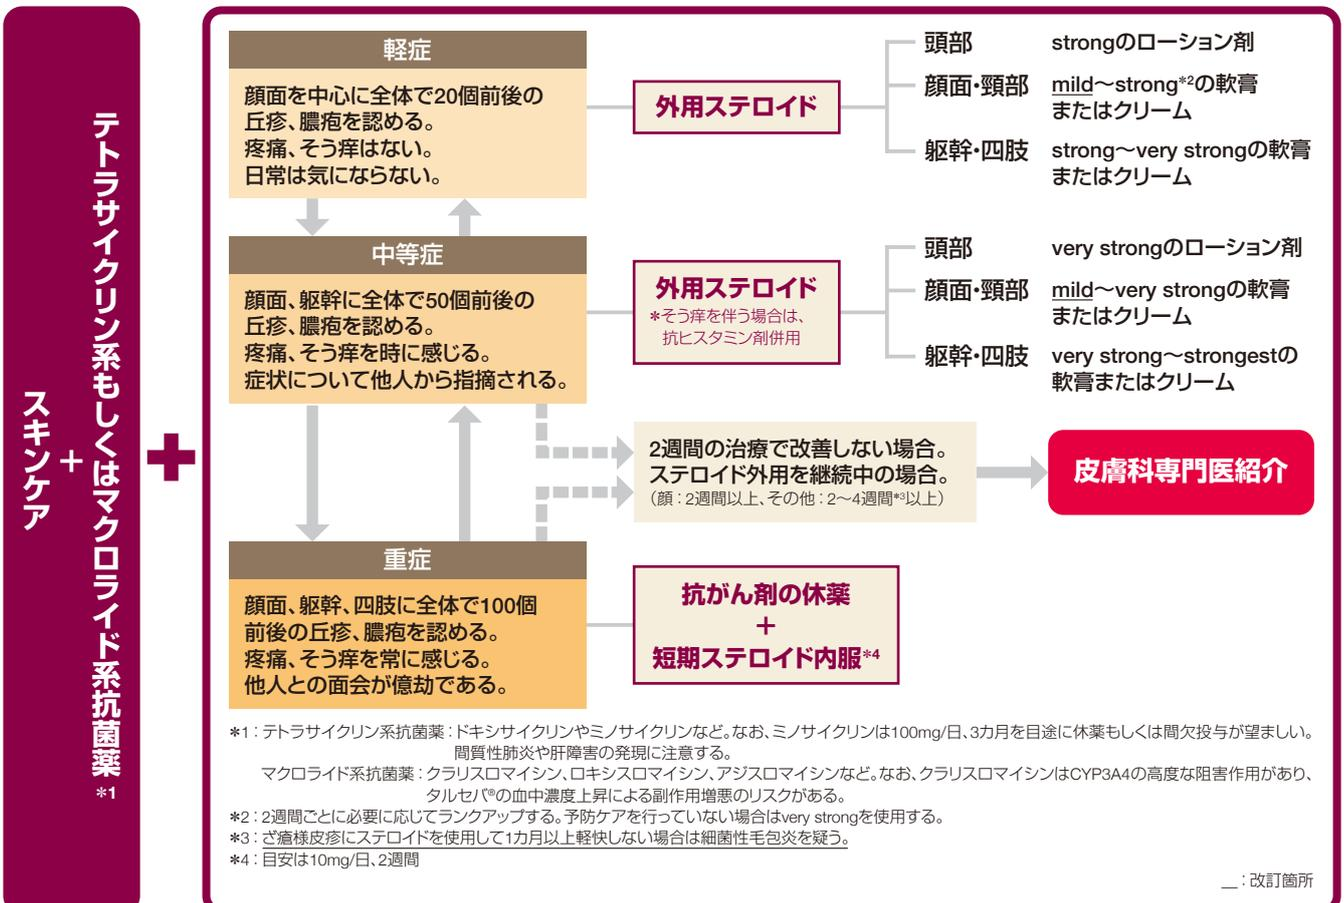 テトラサイクリン系もしくはマクロライド系抗菌薬*1
+
スキンケア
+
軽症
顔面を中心に全体で20個前後の
丘疹、膿疱を認める。
疼痛、そう痒はない。
日常は気にならない。
外用ステロイド
頭部 strongのローション剤
顔面・頸部 mild〜strong*2の軟膏
またはクリーム
躯幹・四肢 strong〜very strongの軟膏
またはクリーム
中等症
顔面、躯幹に全体で50個前後の
丘疹、膿疱を認める。
疼痛、そう痒を時に感じる。
症状について他人から指摘される。
外用ステロイド
*そう痒を伴う場合は、
抗ヒスタミン剤併用
頭部 very strongのローション剤
顔面・頸部 mild〜very strongの軟膏
またはクリーム
躯幹・四肢 very strong〜strongestの
軟膏またはクリーム
2週間の治療で改善しない場合。
ステロイド外用を継続中の場合。
（顔：2週間以上、その他：2〜4週間*3以上）
皮膚科専門医紹介
重症
顔面、躯幹、四肢に全体で100個
前後の丘疹、膿疱を認める。
疼痛、そう痒を常に感じる。
他人との面会が億劫である。
抗がん剤の休薬
+
短期ステロイド内服*4
*1：テトラサイクリン系抗菌薬：ドキシサイクリンやミノサイクリンなど。なお、ミノサイクリンは100mg/日、3カ月を目途に休薬もしくは間欠投与が望ましい。
間質性肺炎や肝障害の発現に注意する。
マクロライド系抗菌薬：クラリスロマイシン、ロキシスロマイシン、アジスロマイシンなど。なお、クラリスロマイシンはCYP3A4の高度な阻害作用があり、
タルセバ®の血中濃度上昇による副作用増悪のリスクがある。
*2：2週間ごとに必要に応じてランクアップする。予防ケアを行っていない場合はvery strongを使用する。
*3：ざ瘡様皮疹にステロイドを使用して1カ月以上軽快しない場合は細菌性毛包炎を疑う。
*4：目安は10mg/日、2週間
__：改訂箇所